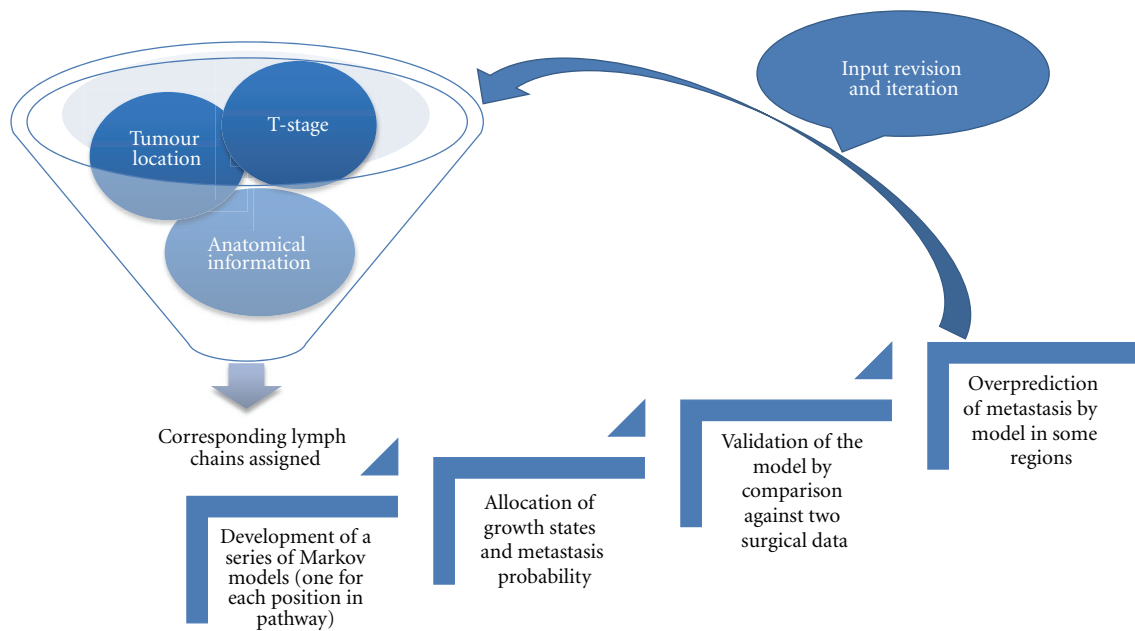 Input revision
and iteration
T-stage
Tumour
location
Anatomical
information
Corresponding lymph
chains assigned
Development of a
series of Markov
models (one for
each position in
pathway)
Allocation of
growth states
and metastasis
probability
Validation of the
model by
comparison
against two
surgical data
Overprediction
of metastasis by
model in some
regions